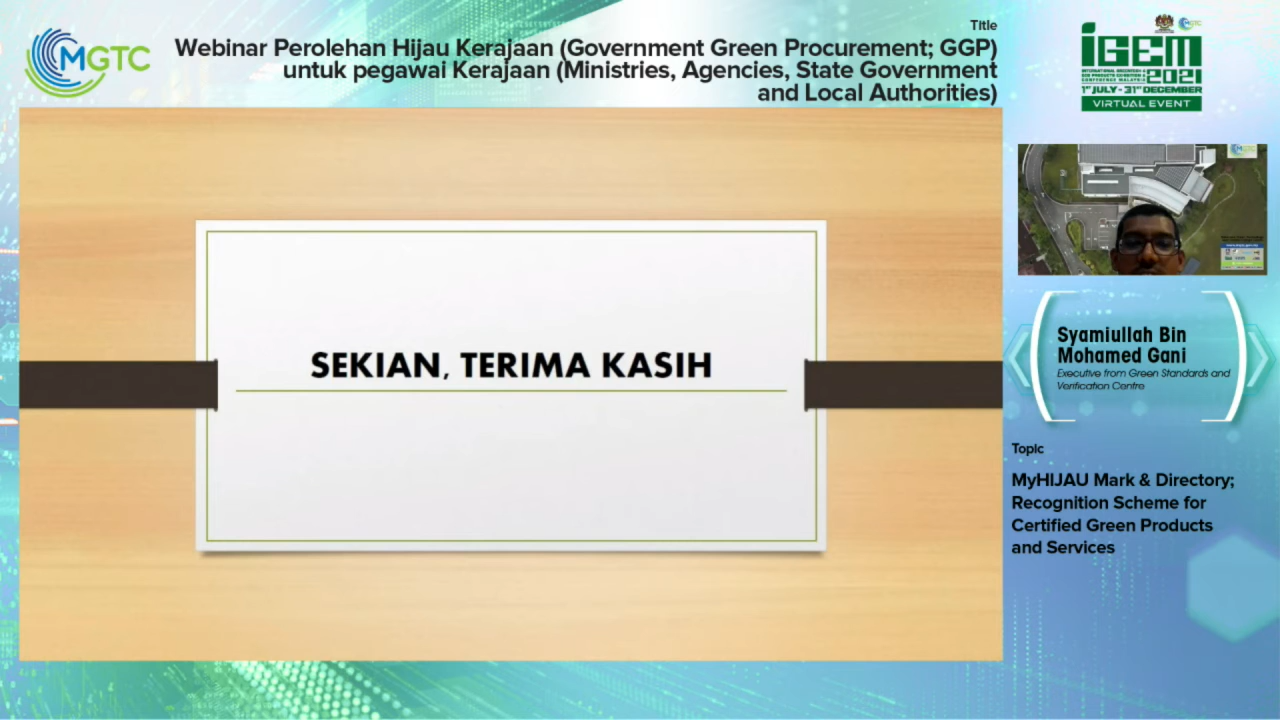 MGTC
Title
Webinar Perolehan Hijau Kerajaan (Government Green Procurement; GGP)
untuk pegawai Kerajaan (Ministries, Agencies, State Government
and Local Authorities)
iGEM
2021
1ST JULY - 31ST DECEMBER
VIRTUAL EVENT
SEKIAN, TERIMA KASIH
Syamiullah Bin
Mohamed Gani
Executive from Green Standards and
Verification Centre
Topic
MyHIJAU Mark & Directory;
Recognition Scheme for
Certified Green Products
and Services